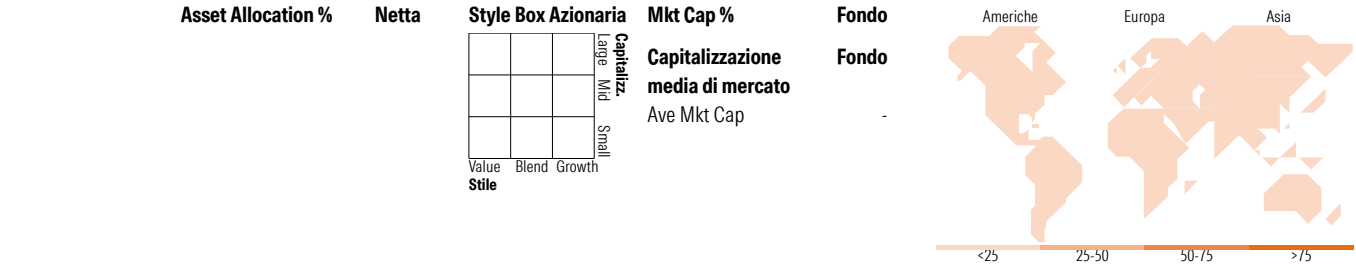 Asset Allocation % Netta
Style Box Azionaria
Large Mid Small
Capitalizz.
Value Blend Growth
Stile
Mkt Cap % Fondo
Capitalizzazione media di mercato Fondo
Ave Mkt Cap -
Americhe Europa Asia
<25 25-50 50-75 >75